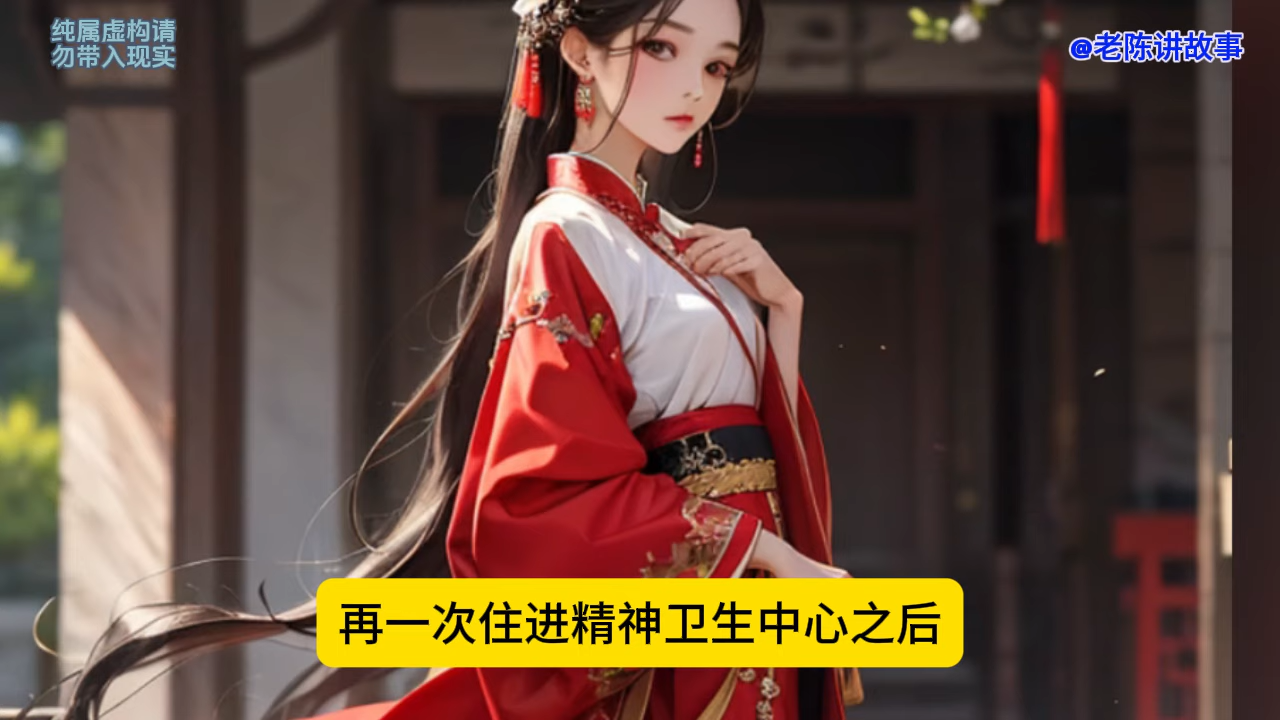 纯属虚构请
勿带入现实
@老陈讲故事
再一次住进精神卫生中心之后